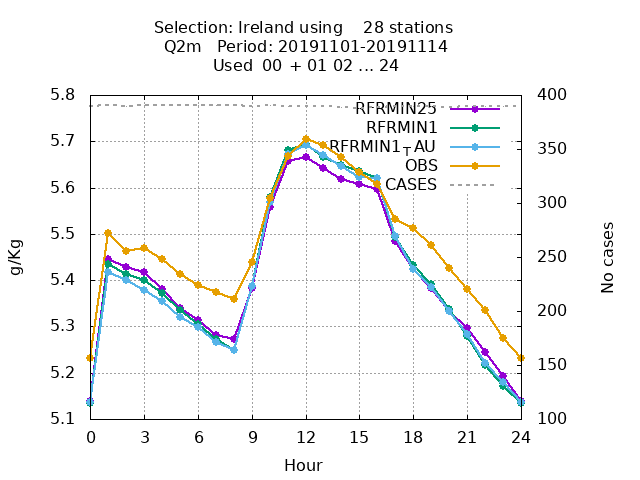 Selection: Ireland using    28 stations
Q2m   Period: 20191101-20191114
Used  00 + 01 02 ... 24
5.8
5.7
5.6
5.5
5.4
5.3
5.2
5.1
g/Kg
RFRMIN25
RFRMIN1
RFRMIN1┬AU
OBS
CASES
400
350
300
250
200
150
100
No cases
0 3 6 9 12 15 18 21 24
Hour